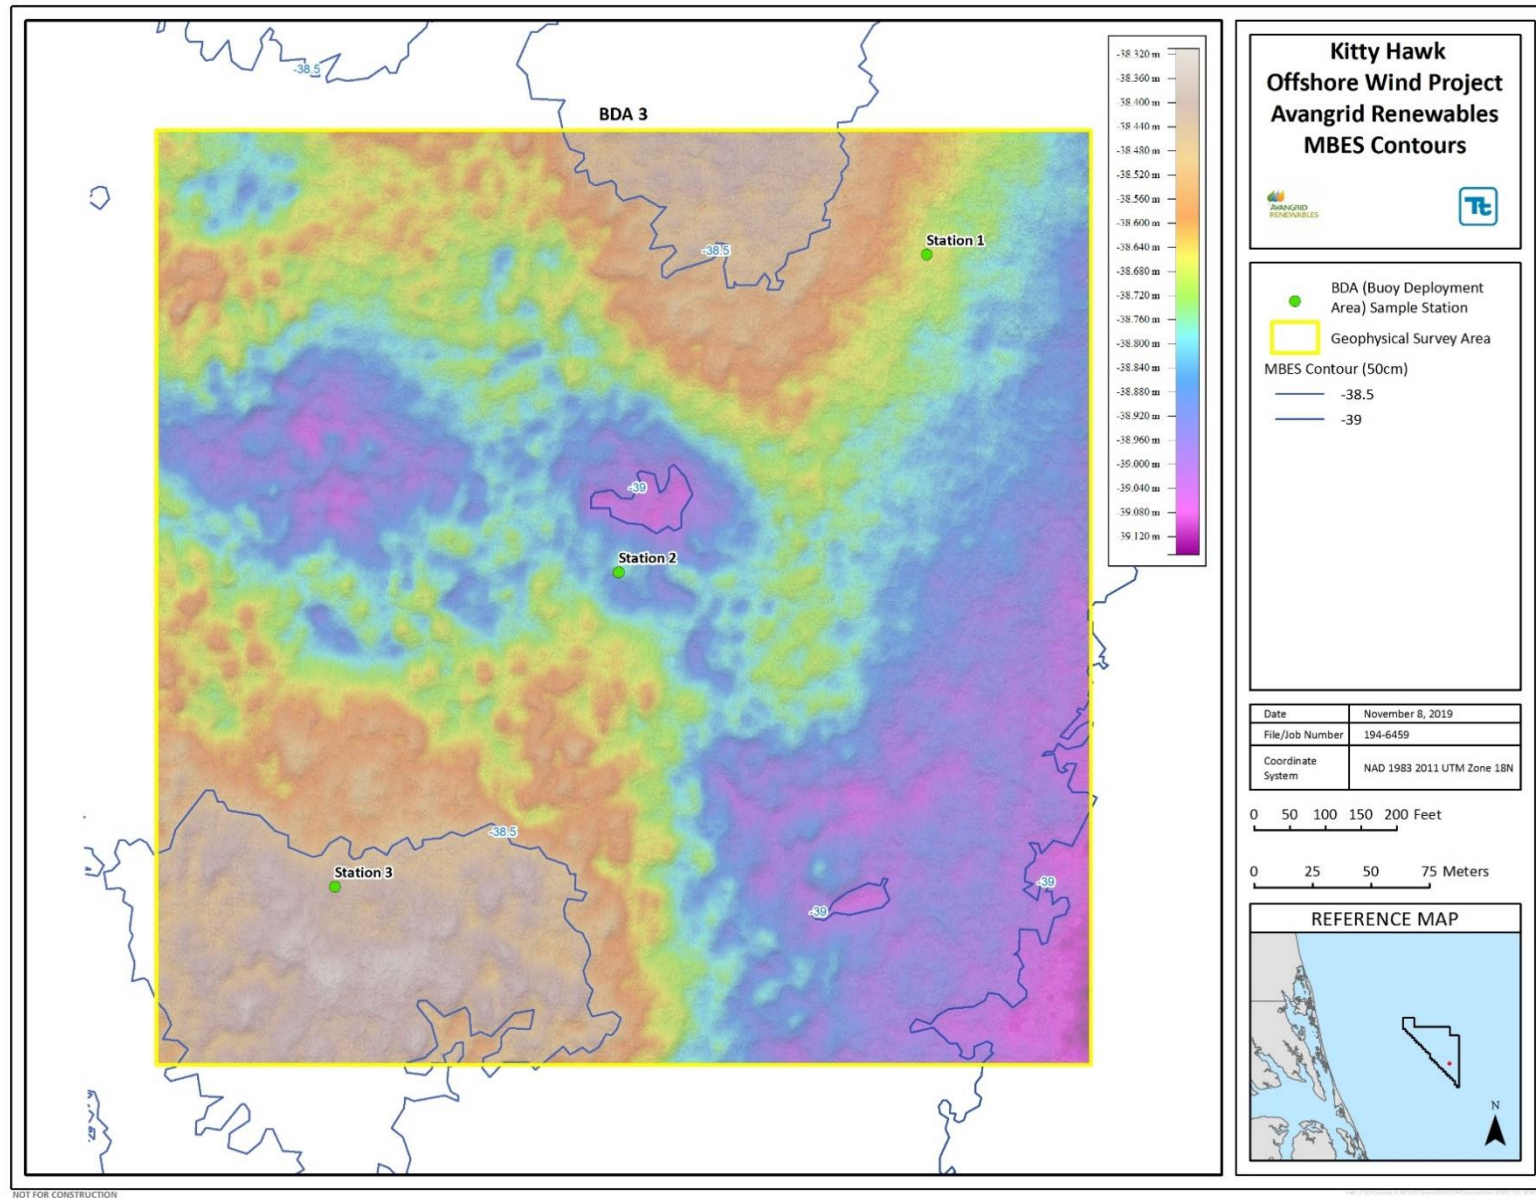 BDA 3
-38.5
-38.5
Station 1
-39
Station 2
-38.5
Station 3
-39
-39
-38.320 m
-38.360 m
-38.400 m
-38.440 m
-38.480 m
-38.520 m
-38.560 m
-38.600 m
-38.640 m
-38.680 m
-38.720 m
-38.760 m
-38.800 m
-38.840 m
-38.880 m
-38.920 m
-38.960 m
-39.000 m
-39.040 m
-39.080 m
-39.120 m
Kitty Hawk
Offshore Wind Project
Avangrid Renewables
MBES Contours
AVANGRID
RENEWABLES
Tt
BDA (Buoy Deployment
Area) Sample Station
Geophysical Survey Area
MBES Contour (50cm)
-38.5
-39
Date November 8, 2019
File/Job Number 194-6459
Coordinate
System NAD 1983 2011 UTM Zone 18N
0 50 100 150 200 Feet
0 25 50 75 Meters
REFERENCE MAP
N
NOT FOR CONSTRUCTION